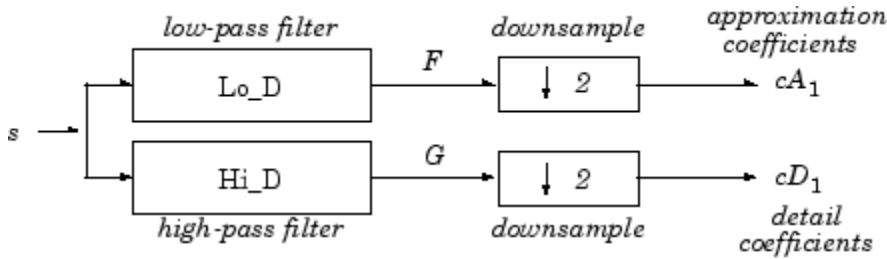 low-pass filter
downsample
approximation
coefficients
Lo_D
F
↓ 2
cA1
s
Hi_D
G
↓ 2
cD1
high-pass filter
downsample
detail
coefficients